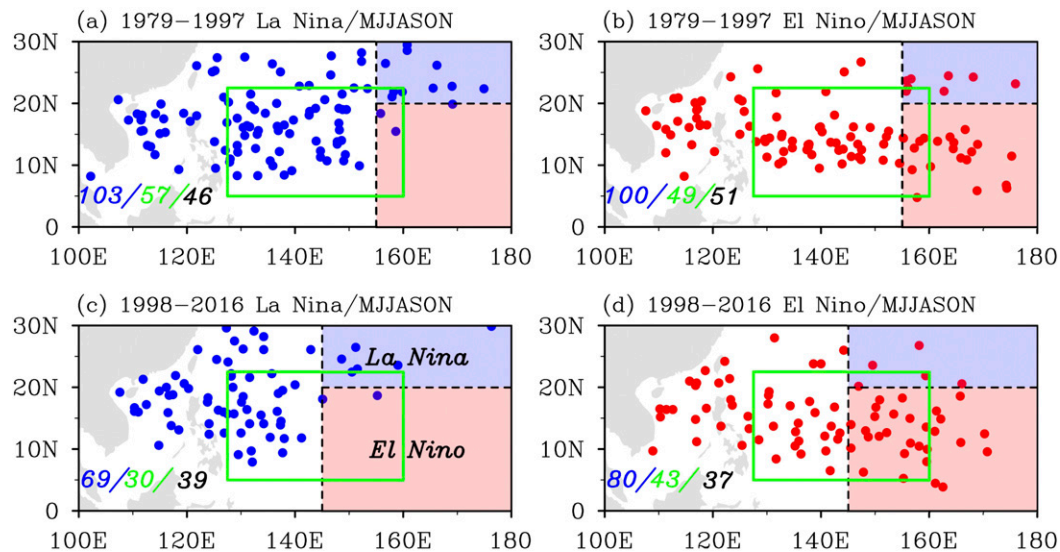 (a) 1979−1997 La Nina/MJJASON
30N
20N
10N
0
103/57/46
100E 120E 140E 160E 180
(b) 1979−1997 El Nino/MJJASON
30N
20N
10N
0
100/49/51
100E 120E 140E 160E 180
(c) 1998−2016 La Nina/MJJASON
30N
La Nina
20N
10N
El Nino
0
69/30/39
100E 120E 140E 160E 180
(d) 1998−2016 El Nino/MJJASON
30N
20N
10N
0
80/43/37
100E 120E 140E 160E 180